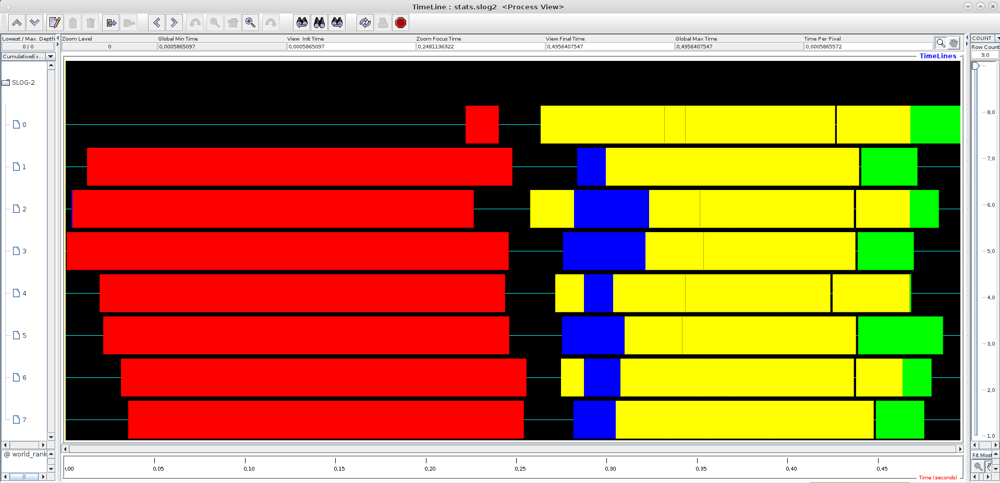 TimeLine : stats.slog2 <Process View>
Lowest / Max. Depth
0 / 0
Zoom Level
0
Global Min Time
0,0005865097
View Init Time
0,0005865097
Zoom Focus Time
0,2481136322
View Final Time
0,4956407547
Global Max Time
0,4956407547
Time Per Pixel
0,0005865572
COUNT
Row Count
9,0
CumulativeEx...
TimeLines
SLOG-2
0
1
2
3
4
5
6
7
8,0
7,0
6,0
5,0
4,0
3,0
2,0
1,0
@ world_rank
Fit Most
,00
0,05
0,10
0,15
0,20
0,25
0,30
0,35
0,40
0,45
Time (seconds)